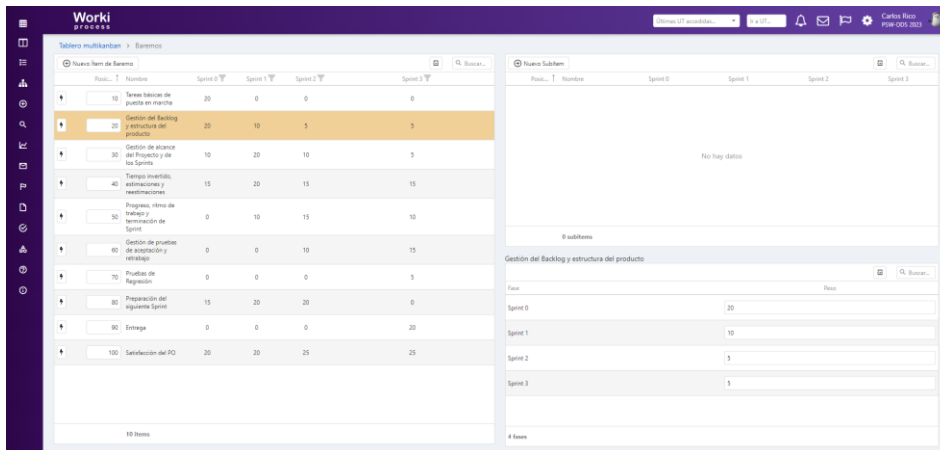 Worki
process
Últimas UT accedidas...
Ir a UT...
Carlos Rico
PSW-DDS 2023
Tablero multikanban > Baremos
Nuevo Ítem de Baremo
Buscar...
Posic... Nombre Sprint 0 Sprint 1 Sprint 2 Sprint 3
10 Tareas básicas de puesta en marcha 20 0 0 0
20 Gestión del Backlog y estructura del producto 20 10 5 5
30 Gestión de alcance del Proyecto y de los Sprints 10 20 10 5
40 Tiempo invertido, estimaciones y reestimaciones 15 20 15 15
50 Progreso, ritmo de trabajo y terminación de Sprint 0 10 15 10
60 Gestión de pruebas de aceptación y retrabajo 0 0 10 15
70 Pruebas de Regresión 0 0 0 5
80 Preparación del siguiente Sprint 15 20 20 0
90 Entrega 0 0 0 20
100 Satisfacción del PO 20 20 25 25
10 Items
Nuevo Subitem
Buscar...
Posic... Nombre Sprint 0 Sprint 1 Sprint 2 Sprint 3
No hay datos
0 subitems
Gestión del Backlog y estructura del producto
Buscar...
Fase Peso
Sprint 0 20
Sprint 1 10
Sprint 2 5
Sprint 3 5
4 fases